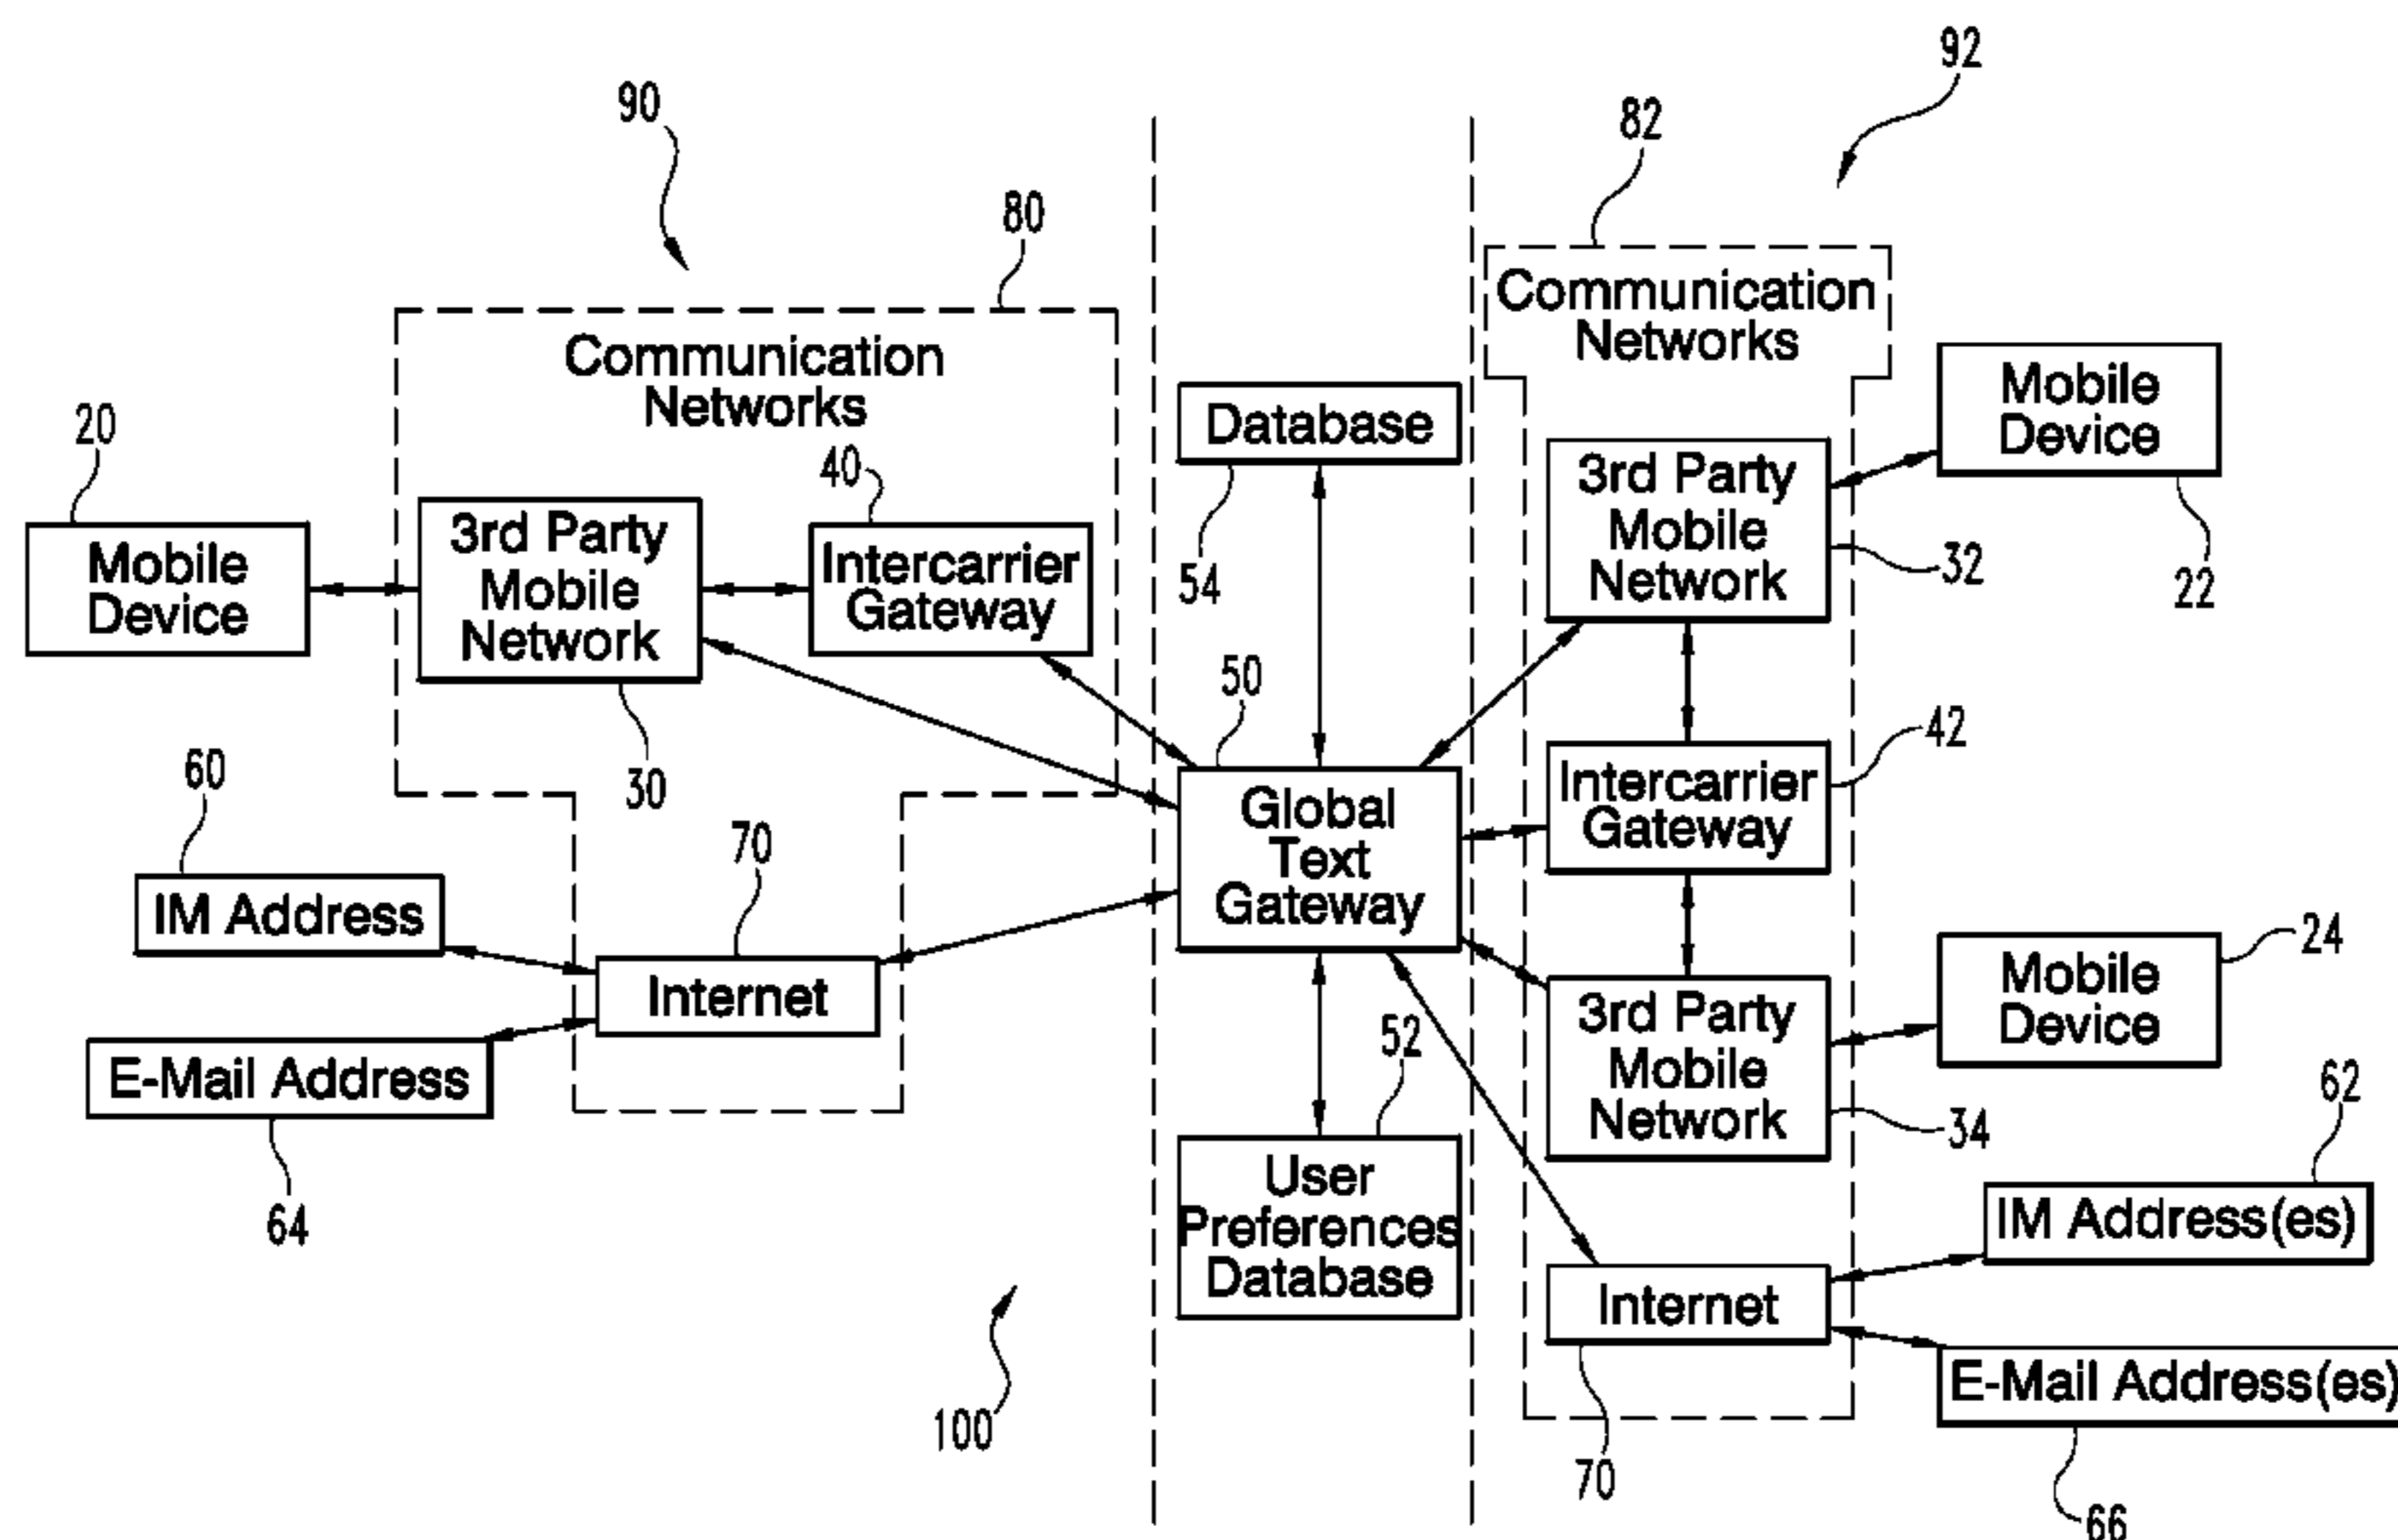 92
90
82
80
Communication
Networks
Communication
Networks
20
40
Database
54
Mobile
Device
22
3rd Party
Mobile
Network
32
Mobile
Device
3rd Party
Mobile
Network
30
Intercarrier
Gateway
50
42
60
70
Global
Text
Gateway
Intercarrier
Gateway
IM Address
Internet
E-Mail Address
64
52
24
Mobile
Device
3rd Party
Mobile
Network
34
62
User
Preferences
Database
IM Address(es)
Internet
70
E-Mail Address(es)
66
100